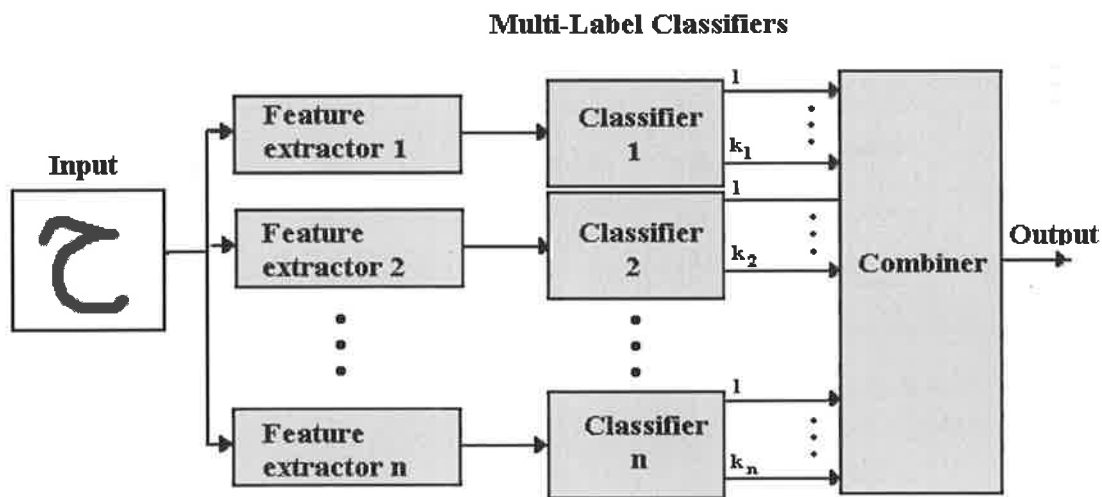 Multi-Label Classifiers
Input
ح
Feature
extractor 1
Classifier
1
1
k₁
Feature
extractor 2
Classifier
2
1
k₂
Feature
extractor n
Classifier
n
1
kₙ
Combiner
Output